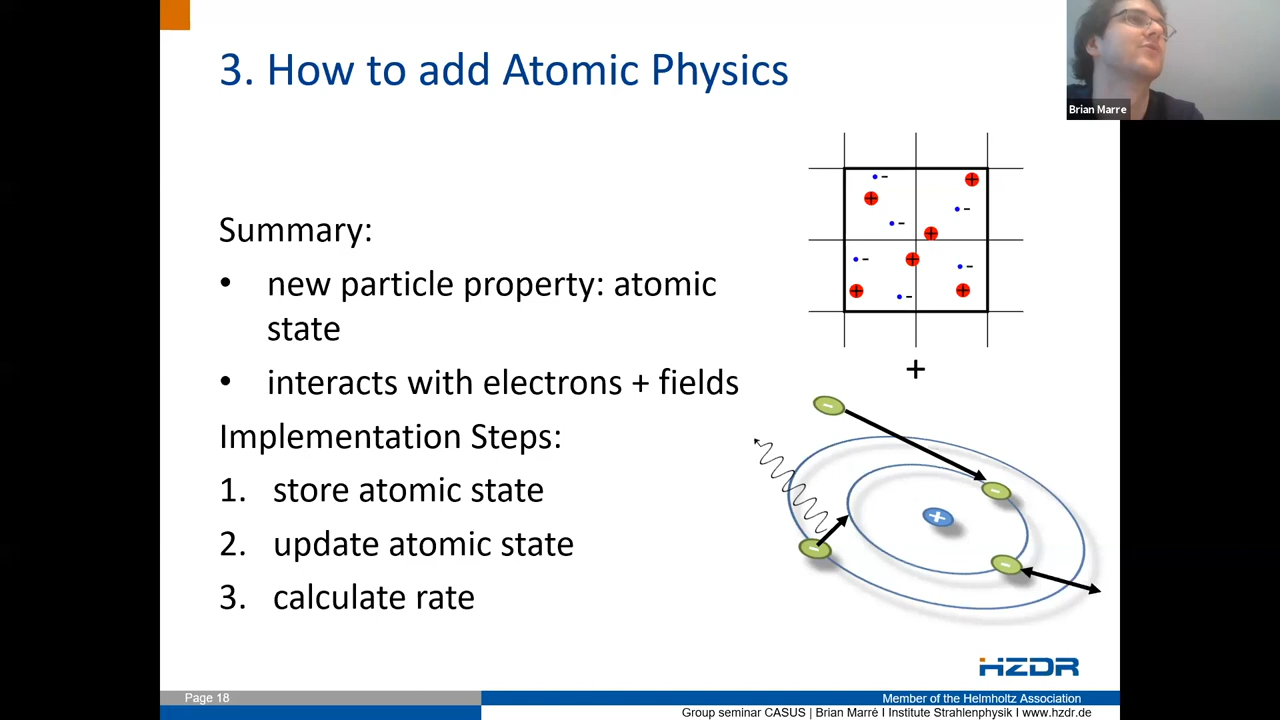 3. How to add Atomic Physics
Brian Marre
Summary:
• new particle property: atomic
state
• interacts with electrons + fields
Implementation Steps:
1. store atomic state
2. update atomic state
3. calculate rate
+
HZDR
Page 18
Member of the Helmholtz Association
Group seminar CASUS | Brian Marré I Institute Strahlenphysik I www.hzdr.de